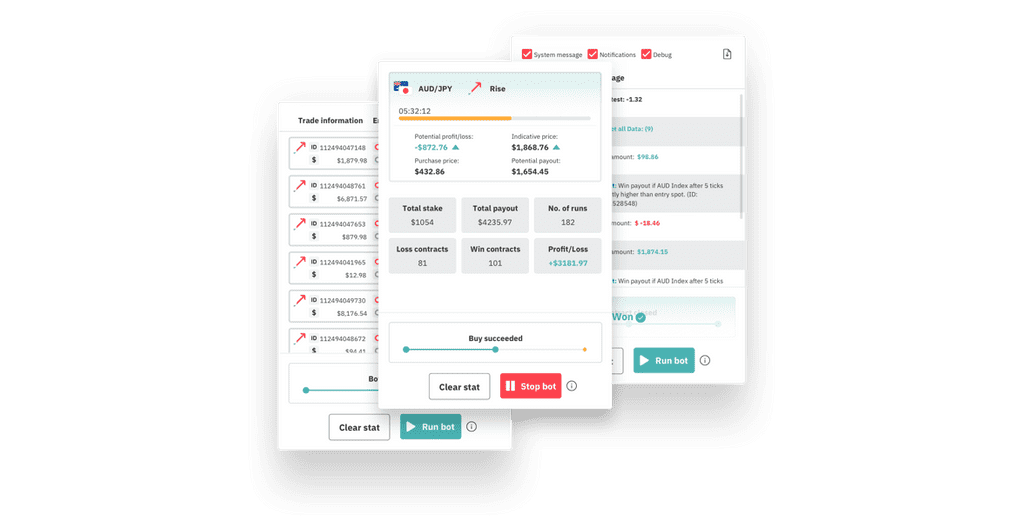 Trade information
ID 112494047148
$ $1,879.98
ID 112494048761
$ $6,871.57
ID 112494047653
$ $879.98
ID 112494041965
$ $12.98
ID 112494049730
$ $8,176.54
ID 112494048672
$ $94.41
Clear stat Run bot
AUD/JPY Rise
05:32:12
Potential profit/loss: Indicative price:
-$872.76 $1,868.76
Purchase price: Potential payout:
$432.86 $1,654.45
Total stake Total payout No. of runs
$1054 $4235.97 182
Loss contracts Win contracts Profit/Loss
81 101 +$3181.97
Buy succeeded
Clear stat Stop bot
System message Notifications Debug
age
test: -1.32
et all Data: (9)
amount: $98.86
t: Win payout if AUD Index after 5 ticks
tly higher than entry spot. (ID:
528548)
amount: $ -18.46
amount: $1,874.15
t: Win payout if AUD Index after 5 ticks
Won
Run bot